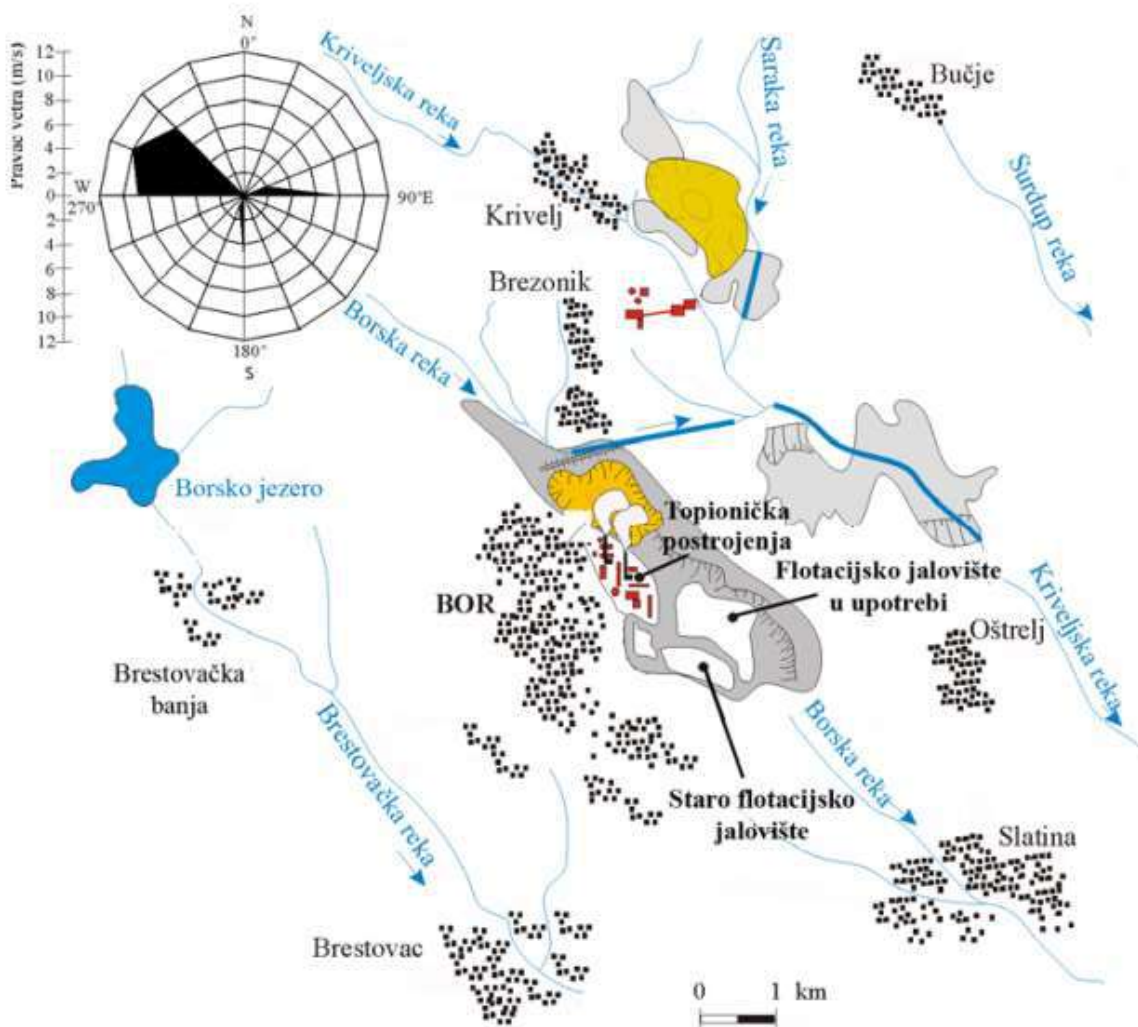 N
0°
Pravac vetra (m/s)
12
10
8
6
4
2
0
2
4
6
8
10
12
W
270°
90°E
180°
S
Kriveljska reka
Saraka reka
Bučje
Surdup reka
Krivelj
Brezonik
Borska reka
Borsko jezero
Topionička
postrojenja
Flotacijsko jalovište
u upotrebi
BOR
Oštrelj
Kriveljska reka
Brestovačka
banja
Brestovačka reka
Borska reka
Staro flotacijsko
jalovište
Slatina
Brestovac
0 1 km